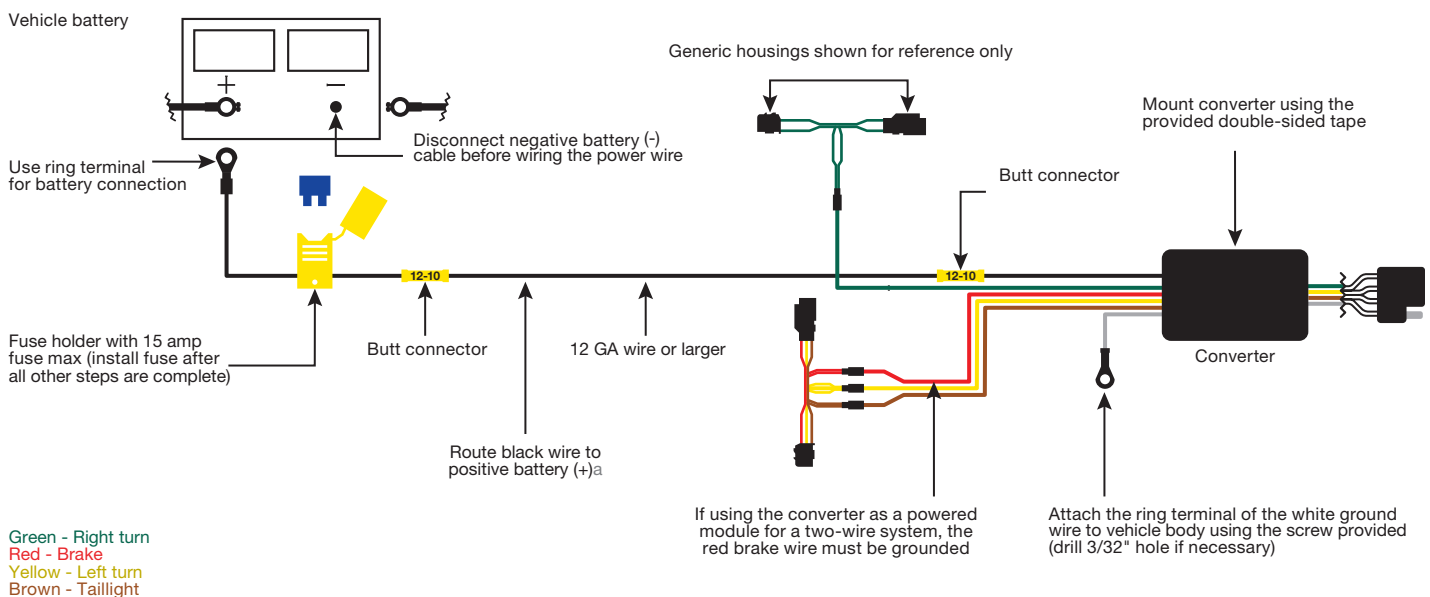 Vehicle battery
Generic housings shown for reference only
Mount converter using the
provided double-sided tape
+
−
Disconnect negative battery (-)
cable before wiring the power wire
Use ring terminal
for battery connection
Butt connector
12-10
12-10
Fuse holder with 15 amp
fuse max (install fuse after
all other steps are complete)
Butt connector
12 GA wire or larger
Converter
Route black wire to
positive battery (+)a
If using the converter as a powered
module for a two-wire system, the
red brake wire must be grounded
Attach the ring terminal of the white ground
wire to vehicle body using the screw provided
(drill 3/32" hole if necessary)
Green - Right turn
Red - Brake
Yellow - Left turn
Brown - Taillight